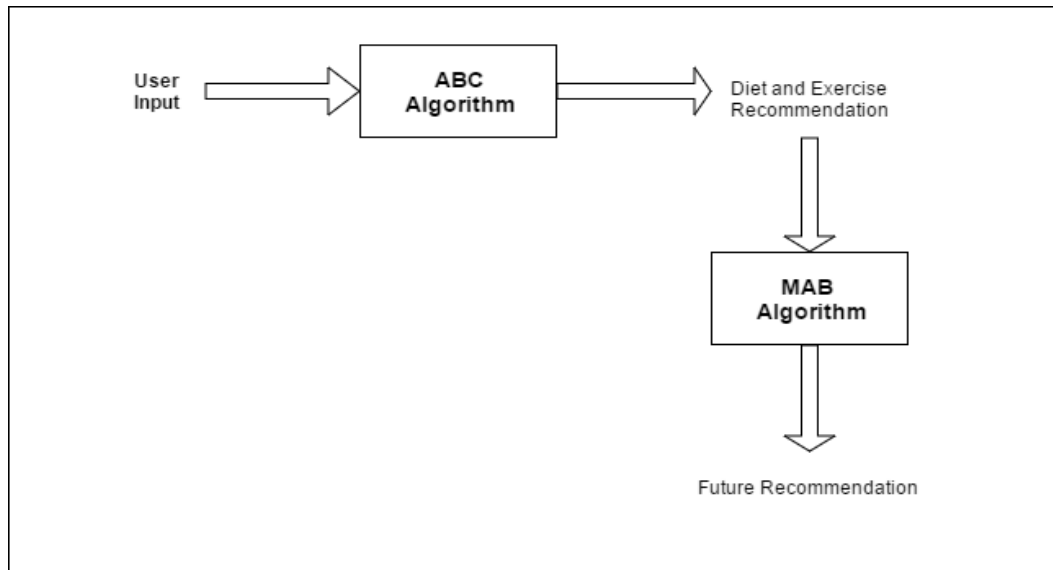 User
Input
ABC
Algorithm
Diet and Exercise
Recommendation
MAB
Algorithm
Future Recommendation